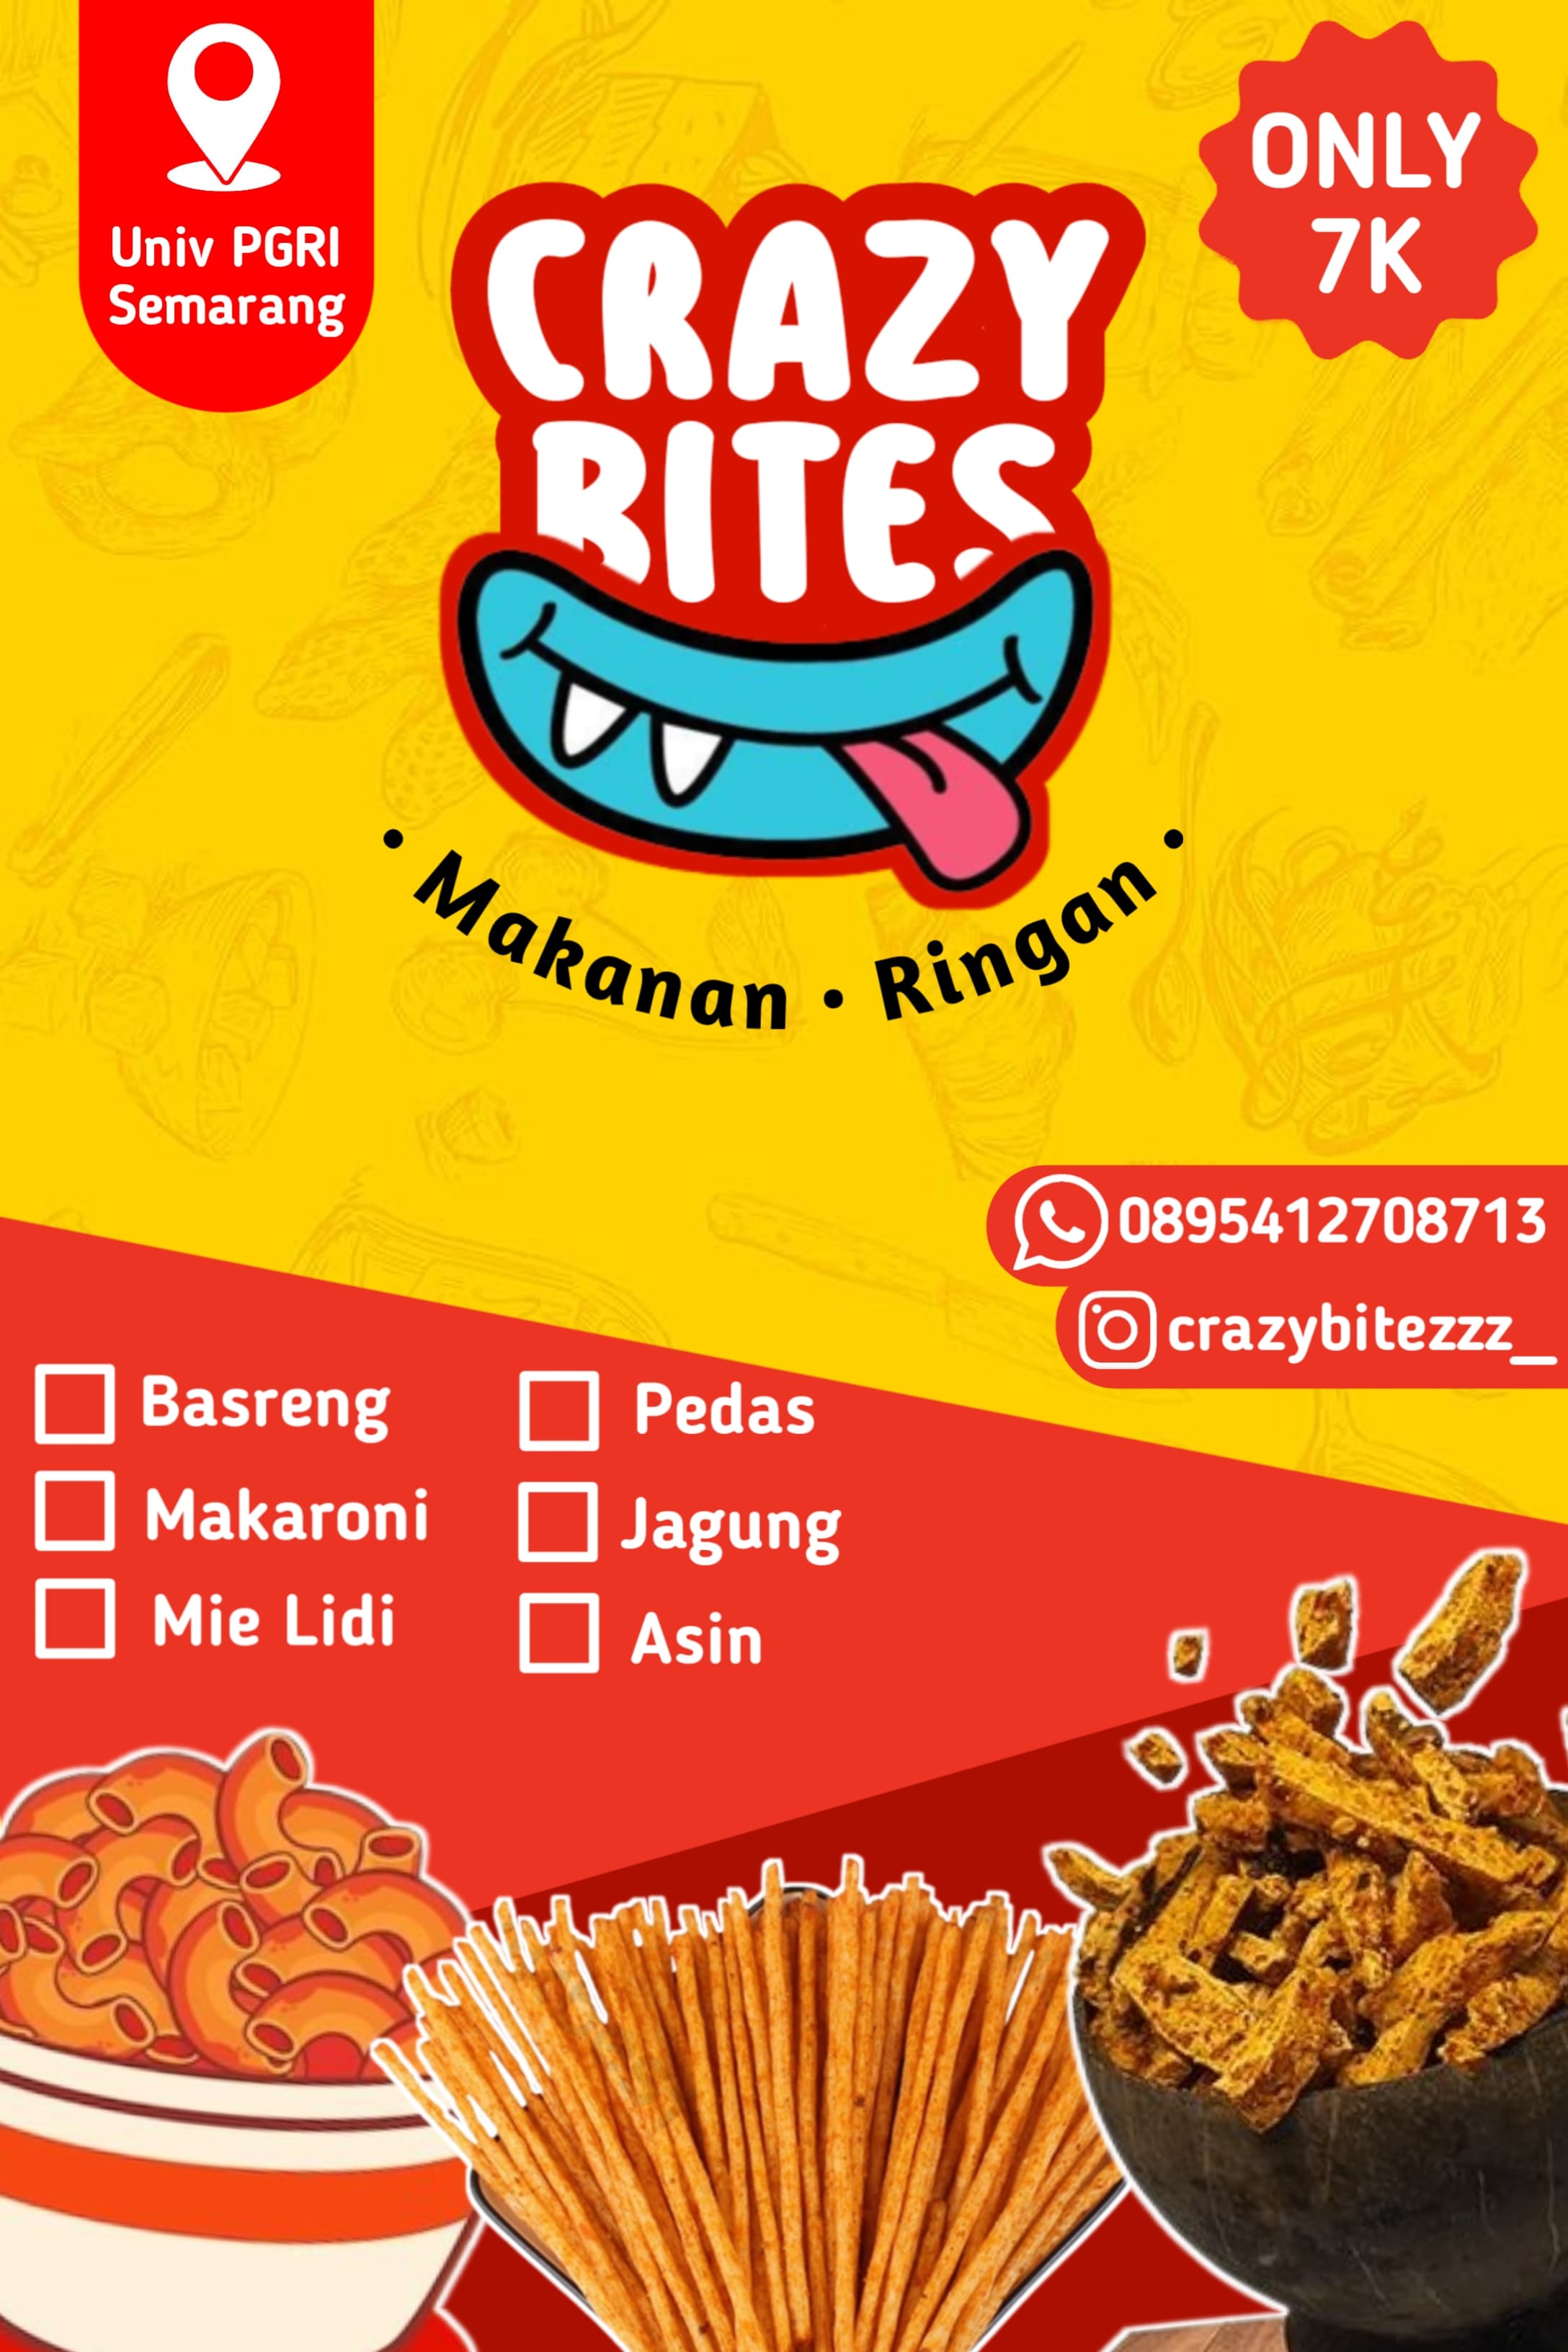 Univ PGRI
Semarang
ONLY
7K
CRAZY
BITES
• Makanan • Ringan •
0895412708713
crazybitezzz_
Basreng
Makaroni
Mie Lidi
Pedas
Jagung
Asin